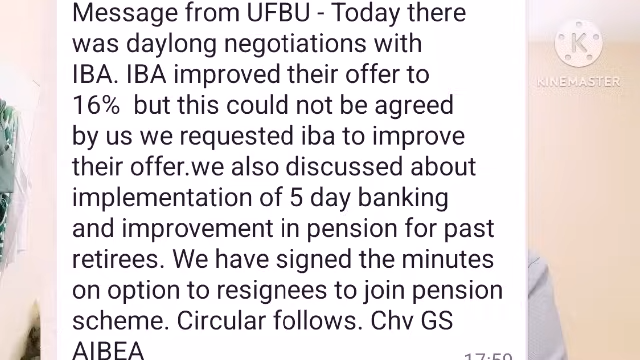 Message from UFBU - Today there
was daylong negotiations with
IBA. IBA improved their offer to
16% but this could not be agreed
by us we requested iba to improve
their offer.we also discussed about
implementation of 5 day banking
and improvement in pension for past
retirees. We have signed the minutes
on option to resignees to join pension
scheme. Circular follows. Chv GS
AIBEA
17:59
K
KINEMASTER